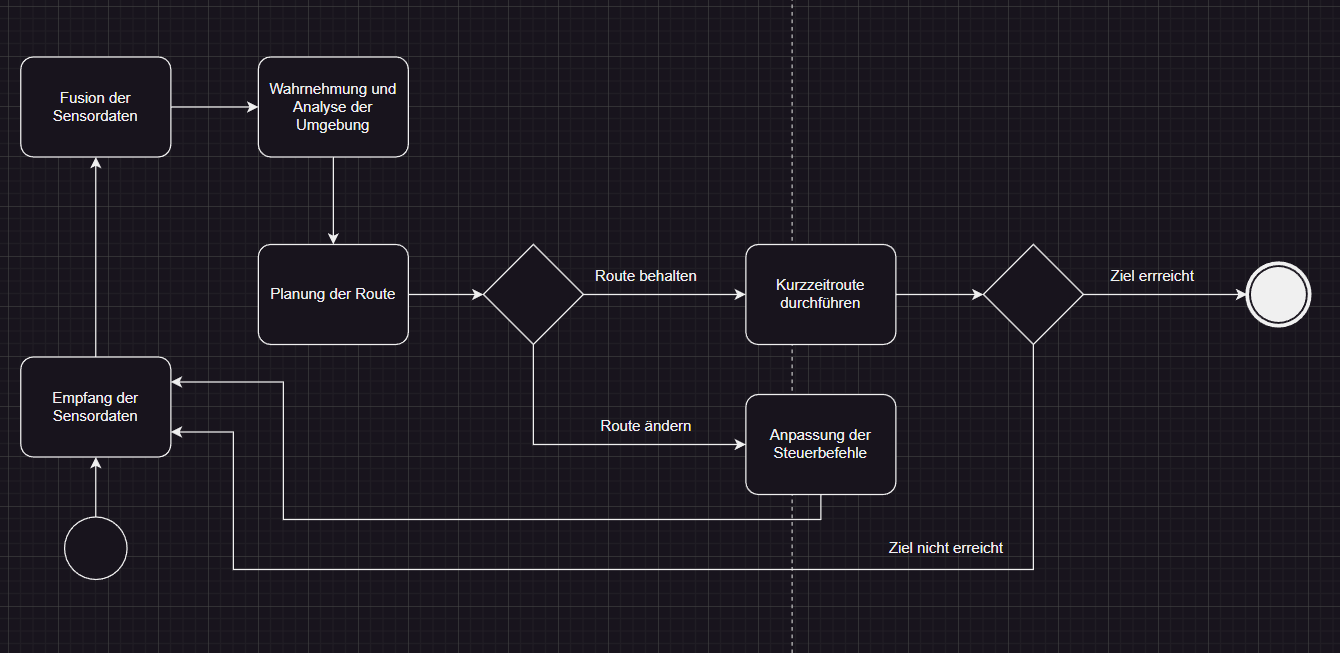 Fusion der
Sensordaten
Wahrnehmung und
Analyse der
Umgebung
Planung der Route
Route behalten
Kurzzeitroute
durchführen
Ziel errreicht
Empfang der
Sensordaten
Route ändern
Anpassung der
Steuerbefehle
Ziel nicht erreicht